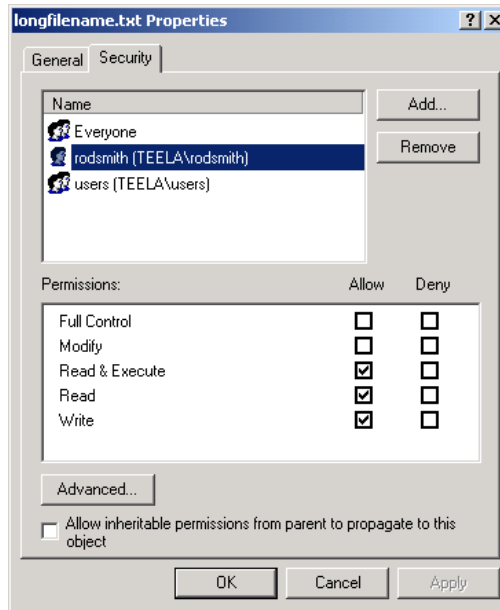 longfilename.txt Properties ? ×
General Security
Name
Everyone
rodsmith (TEELA\rodsmith)
users (TEELA\users)
Add...
Remove
Permissions: Allow Deny
Full Control
Modify
Read & Execute
Read
Write
Advanced...
Allow inheritable permissions from parent to propagate to this
object
OK Cancel Apply